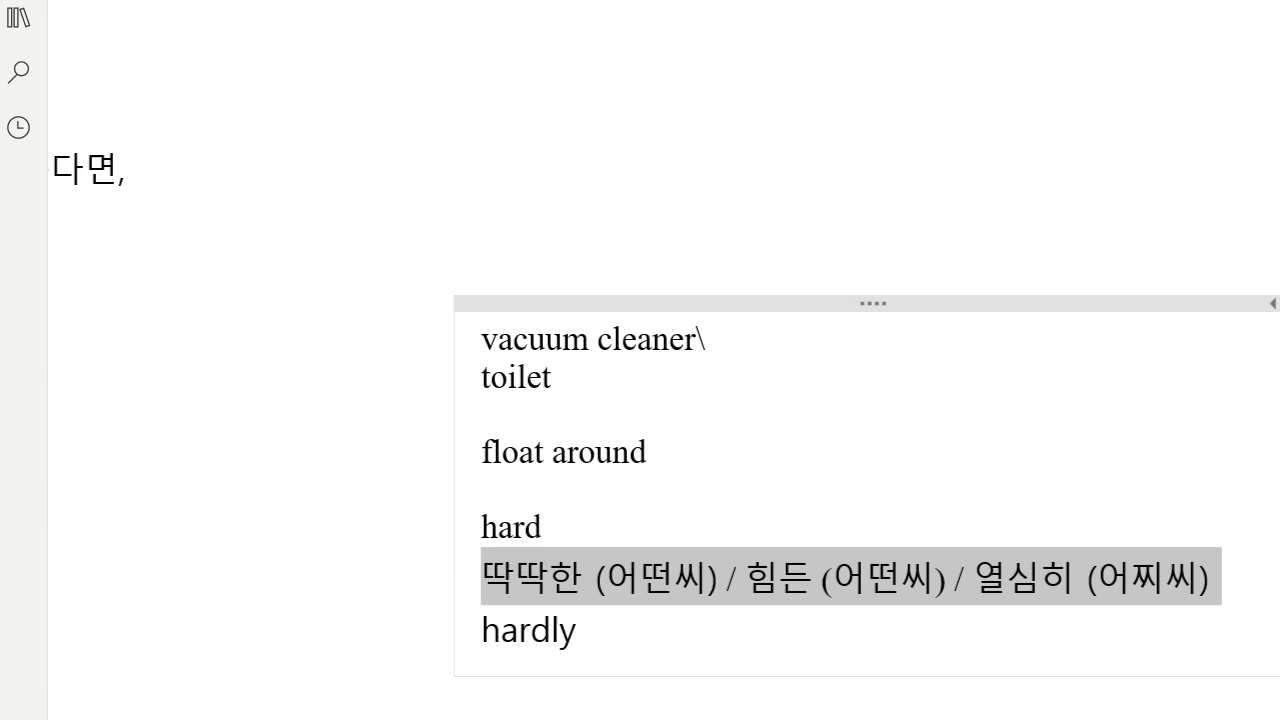 다면,
vacuum cleaner\
toilet
float around
hard
딱딱한 (어떤씨) / 힘든 (어떤씨) / 열심히 (어찌씨)
hardly